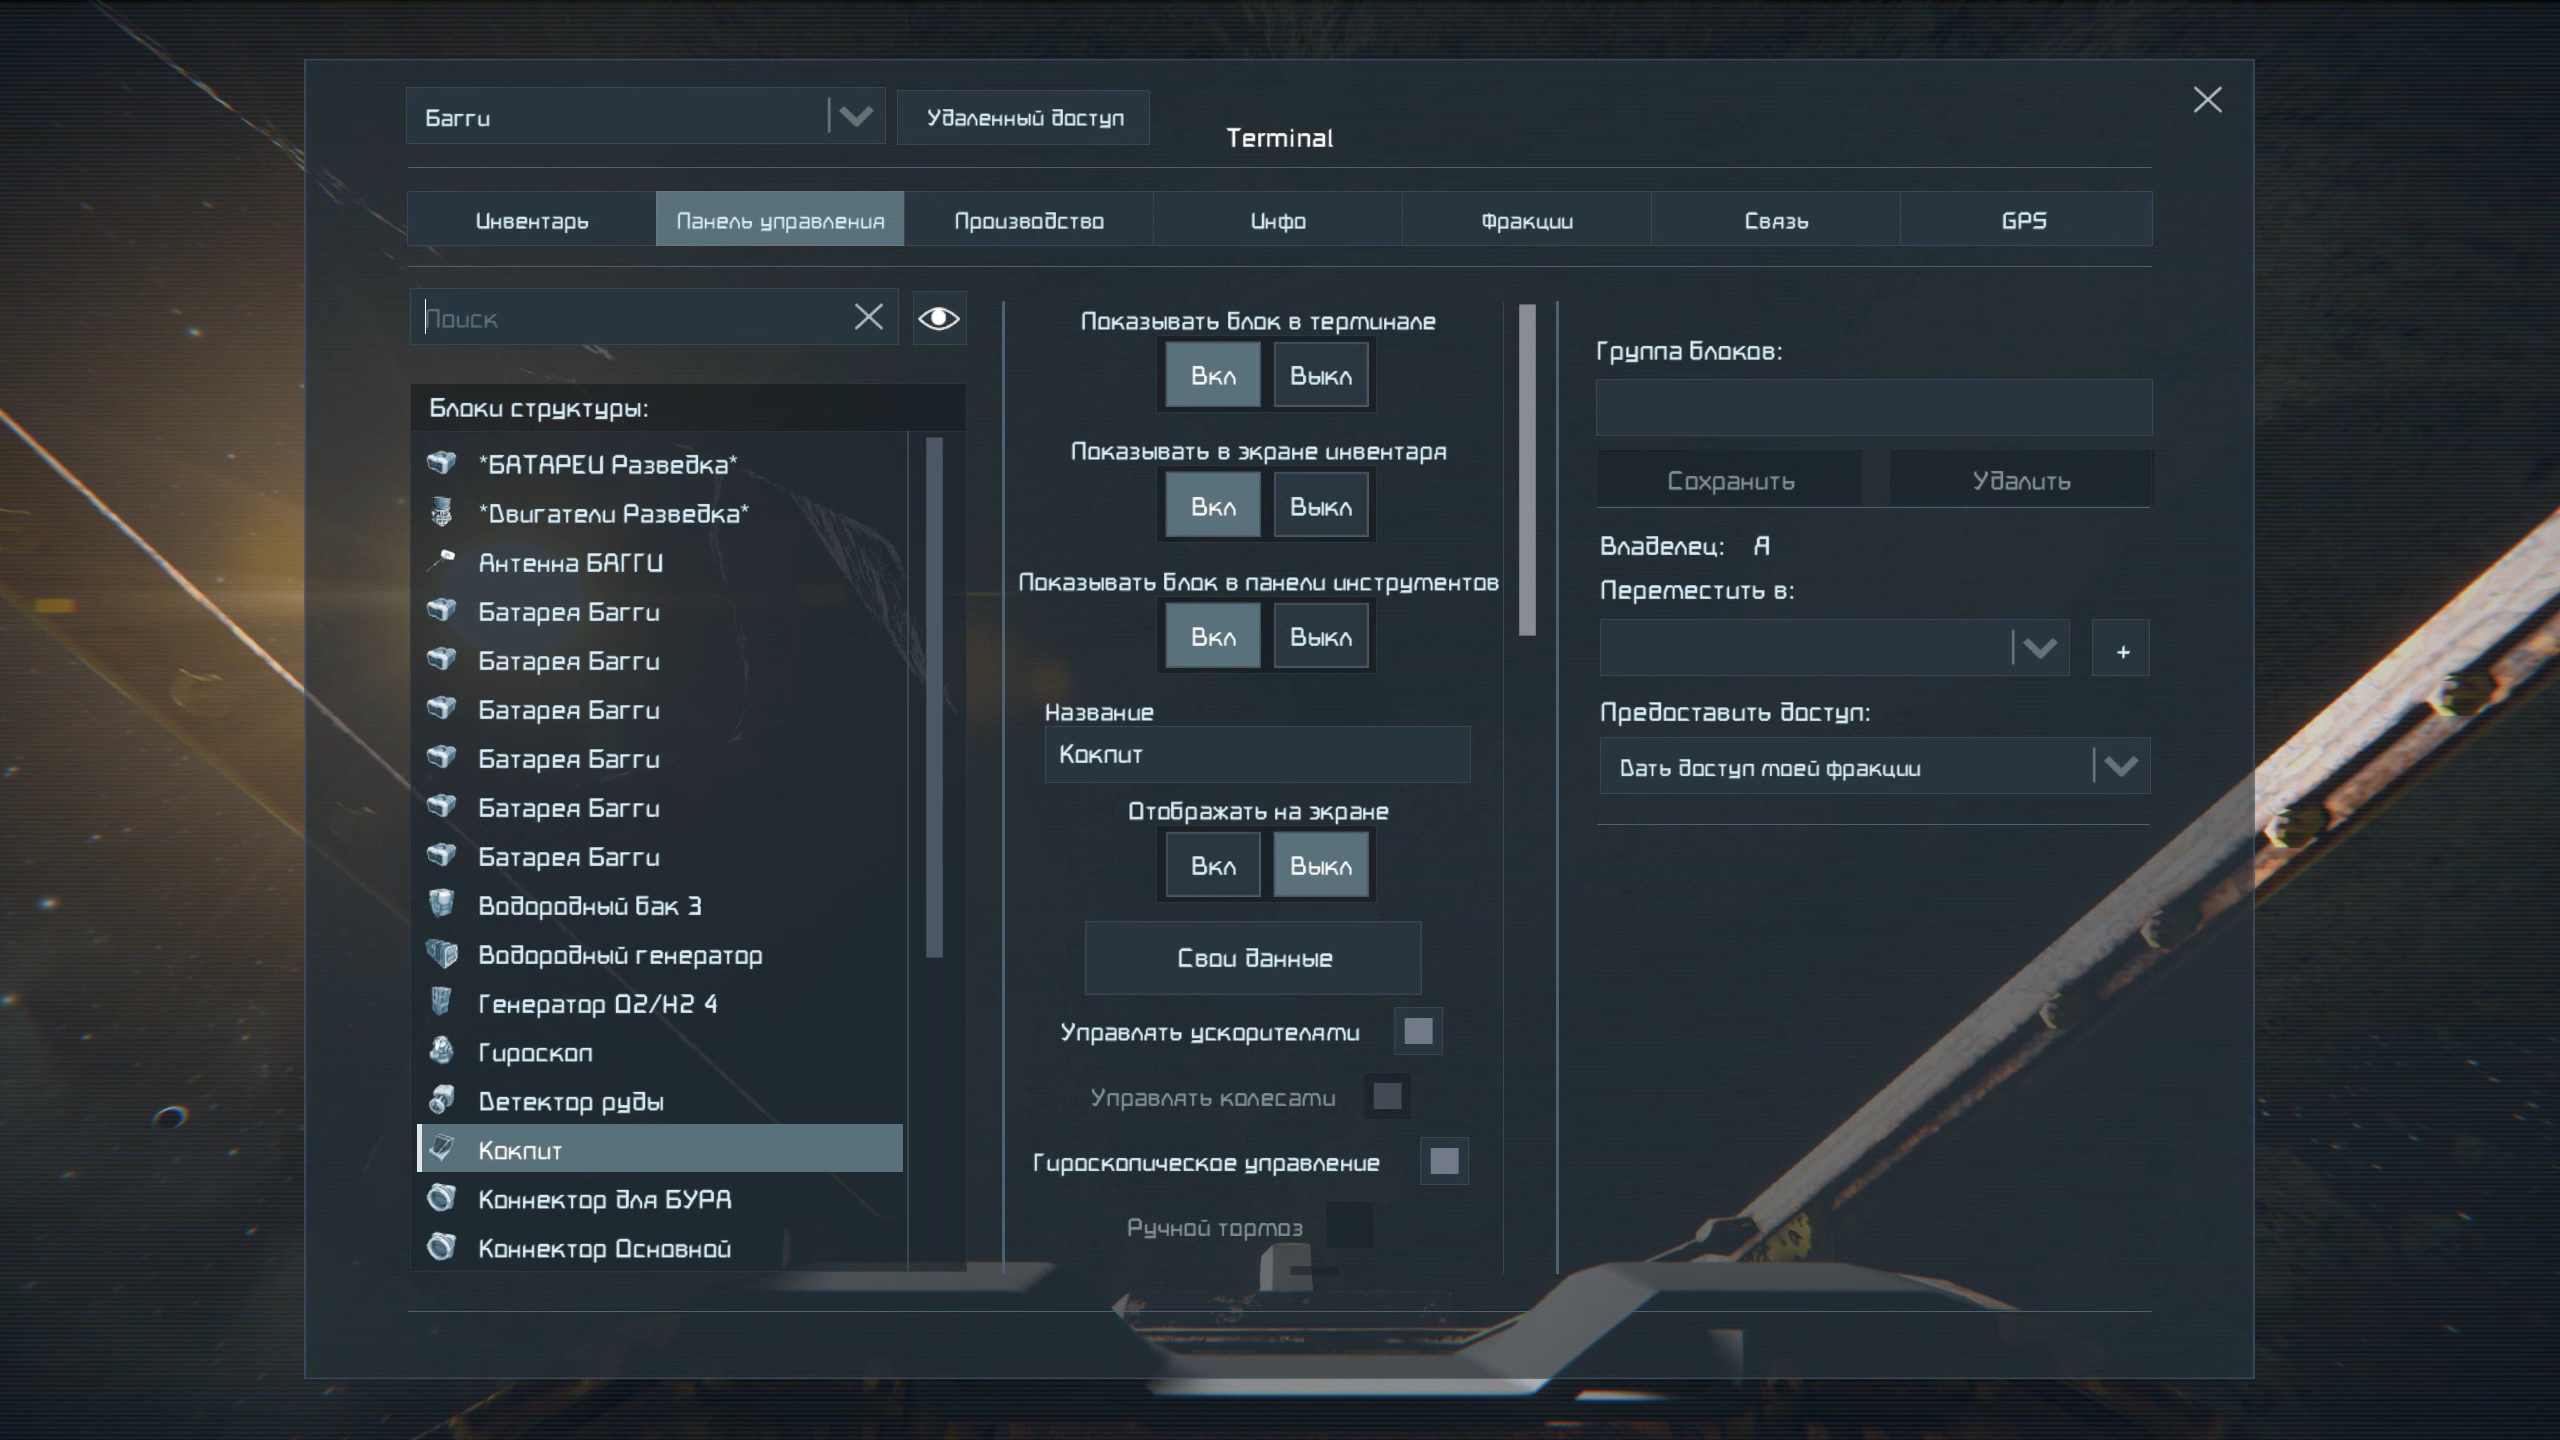 Багги
Удаленный доступ
Terminal
Инвентарь
Панель управления
Производство
Инфо
Фракции
Связь
GPS
Поиск
Блоки структуры:
*БАТАРЕИ Разведка*
*Двигатели Разведка*
Антенна БАГГИ
Батарея Багги
Батарея Багги
Батарея Багги
Батарея Багги
Батарея Багги
Батарея Багги
Водородный бак 3
Водородный генератор
Генератор O2/H2 4
Гироскоп
Детектор руды
Кокпит
Коннектор для БУРА
Коннектор Основной
Показывать блок в терминале
Вкл Выкл
Показывать в экране инвентаря
Вкл Выкл
Показывать блок в панели инструментов
Вкл Выкл
Название
Кокпит
Отображать на экране
Вкл Выкл
Свои данные
Управлять ускорителями
Управлять колесами
Гироскопическое управление
Ручной тормоз
Группа блоков:
Сохранить Удалить
Владелец: A
Переместить в:
+
Предоставить доступ:
Дать доступ моей фракции